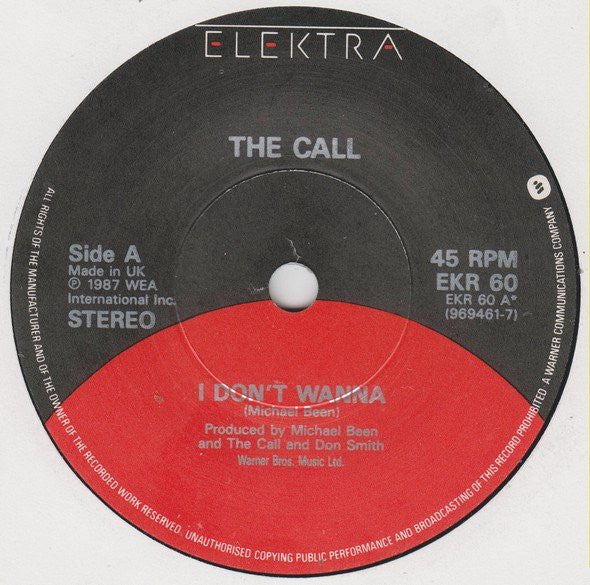 ELEKTRA
THE CALL
Side A
Made in UK
℗ 1987 WEA
International Inc.
STEREO
45 RPM
EKR 60
EKR 60 A*
(969461-7)
I DON'T WANNA
(Michael Been)
Produced by Michael Been
and The Call and Don Smith
Warner Bros. Music Ltd.
ALL RIGHTS OF THE MANUFACTURER AND OF THE OWNER OF THE RECORDED WORK RESERVED. UNAUTHORISED COPYING PUBLIC PERFORMANCE AND BROADCASTING OF THIS RECORD PROHIBITED A WARNER COMMUNICATIONS COMPANY